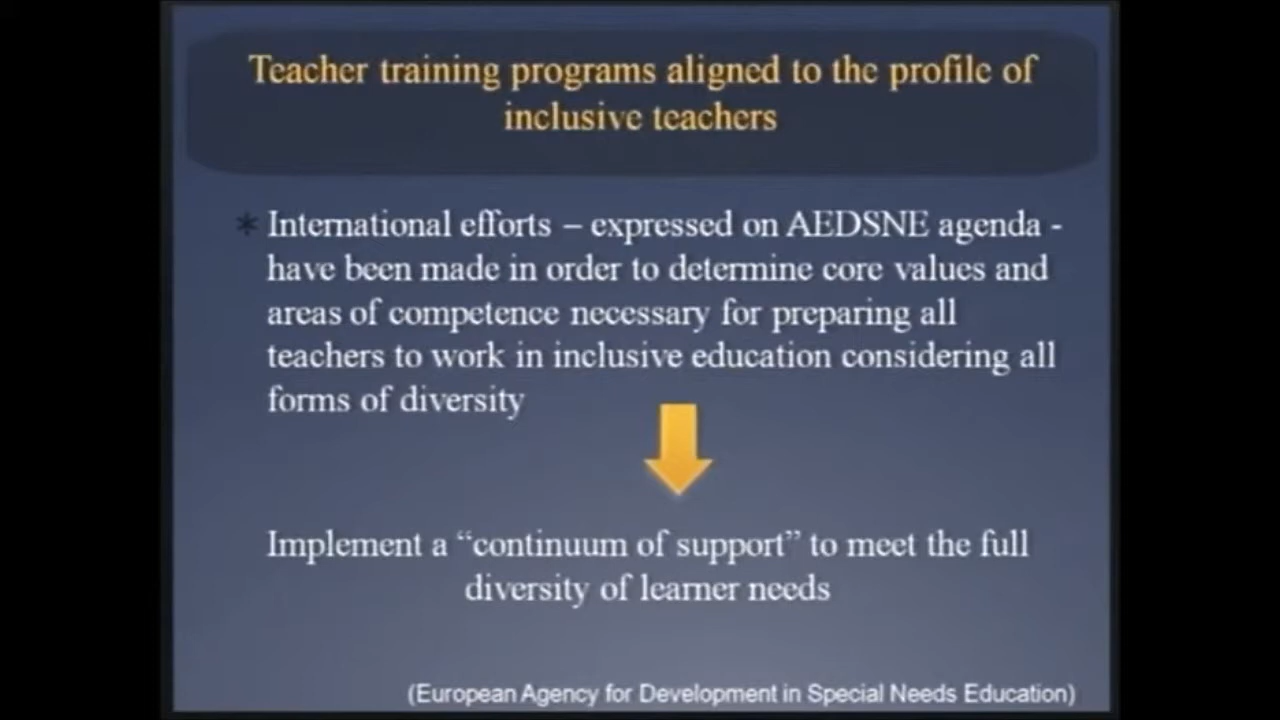 Teacher training programs aligned to the profile of
inclusive teachers
* International efforts – expressed on AEDSNE agenda -
have been made in order to determine core values and
areas of competence necessary for preparing all
teachers to work in inclusive education considering all
forms of diversity
Implement a “continuum of support” to meet the full
diversity of learner needs
(European Agency for Development in Special Needs Education)